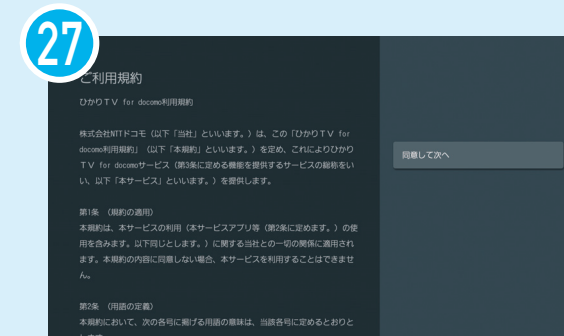 27
ご利用規約
ひかりTV for docomo利用規約
株式会社NTTドコモ(以下「当社」といいます。)は、この「ひかりTV for
docomo利用規約」(以下「本規約」といいます。)を定め、これによりひかり
TV for docomoサービス(第3条に定める機能を提供するサービスの総称をい
い、以下「本サービス」といいます。)を提供します。
同意して次へ
第1条 (規約の適用)
本規約は、本サービスの利用(本サービスアプリ等(第2条に定めます。)の使
用を含みます。以下同じとします。)に関する当社との一切の関係に適用され
ます。本規約の内容に同意しない場合、本サービスを利用することはできませ
ん。
第2条 (用語の定義)
本規約において、次の各号に掲げる用語の意味は、当該各号に定めるとおりと